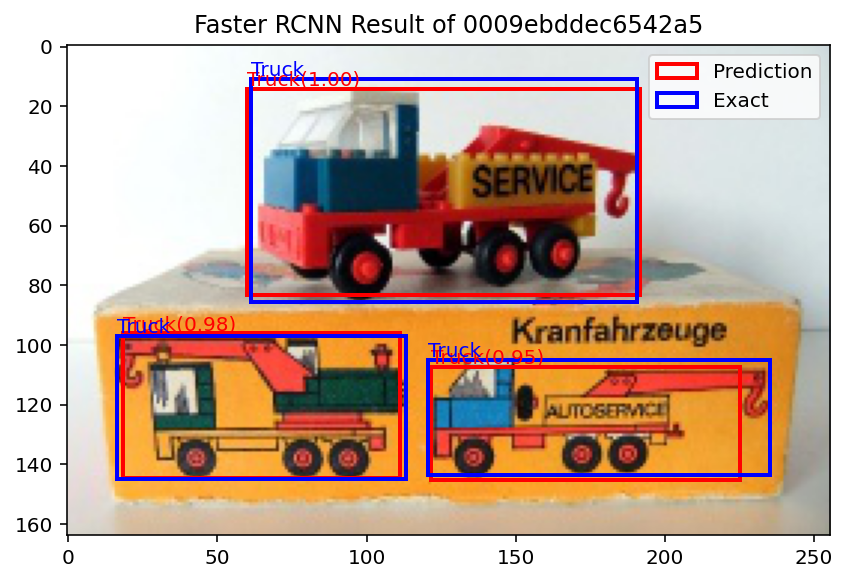 Faster RCNN Result of 0009ebddec6542a5
Prediction
Exact
Truck
Truck(1.00)
SERVICE
Kranfahrzeuge
Truck
Truck(0.98)
Truck
Truck(0.95)
AUTOSERVICE
0
20
40
60
80
100
120
140
160
0
50
100
150
200
250